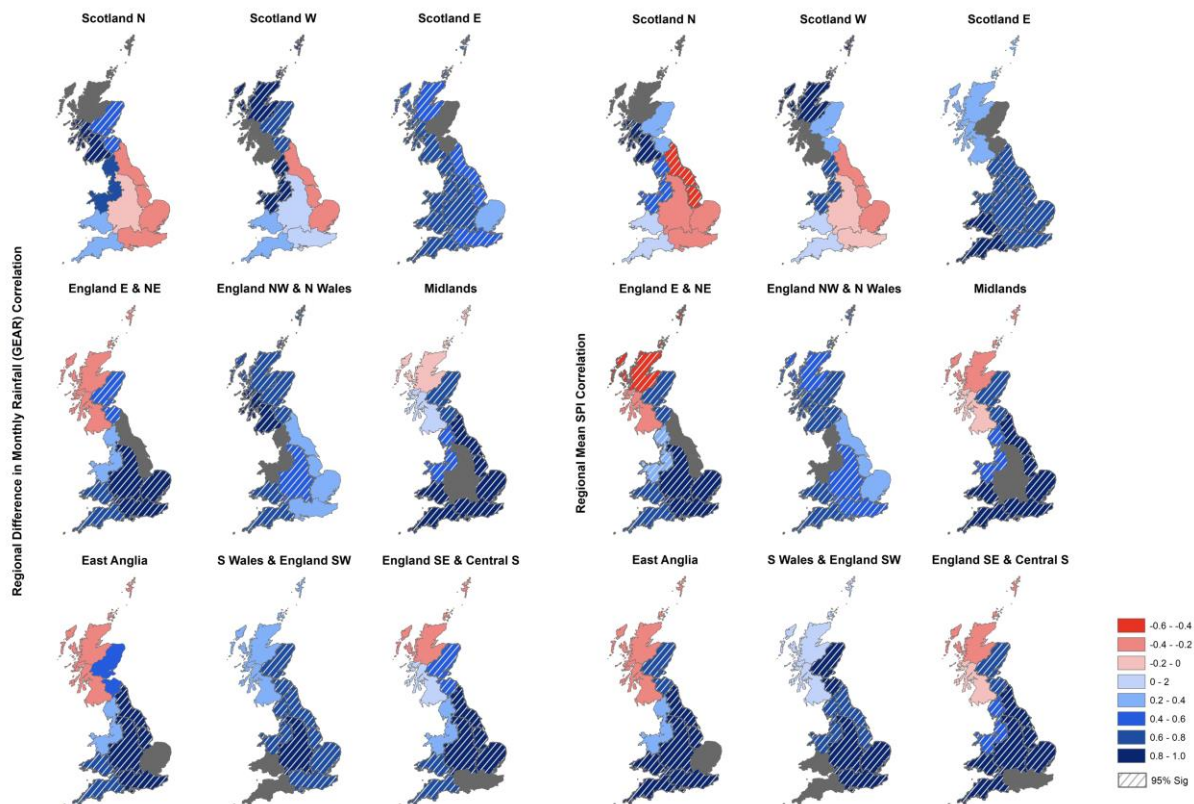 Scotland N
Scotland W
Scotland E
Scotland N
Scotland W
Scotland E
Regional Difference in Monthly Rainfall (GEAR) Correlation
England E & NE
England NW & N Wales
Midlands
Regional Mean SPI Correlation
England E & NE
England NW & N Wales
Midlands
East Anglia
S Wales & England SW
England SE & Central S
East Anglia
S Wales & England SW
England SE & Central S
-0.6 - -0.4
-0.4 - -0.2
-0.2 - 0
0 - 2
0.2 - 0.4
0.4 - 0.6
0.6 - 0.8
0.8 - 1.0
95% Sig